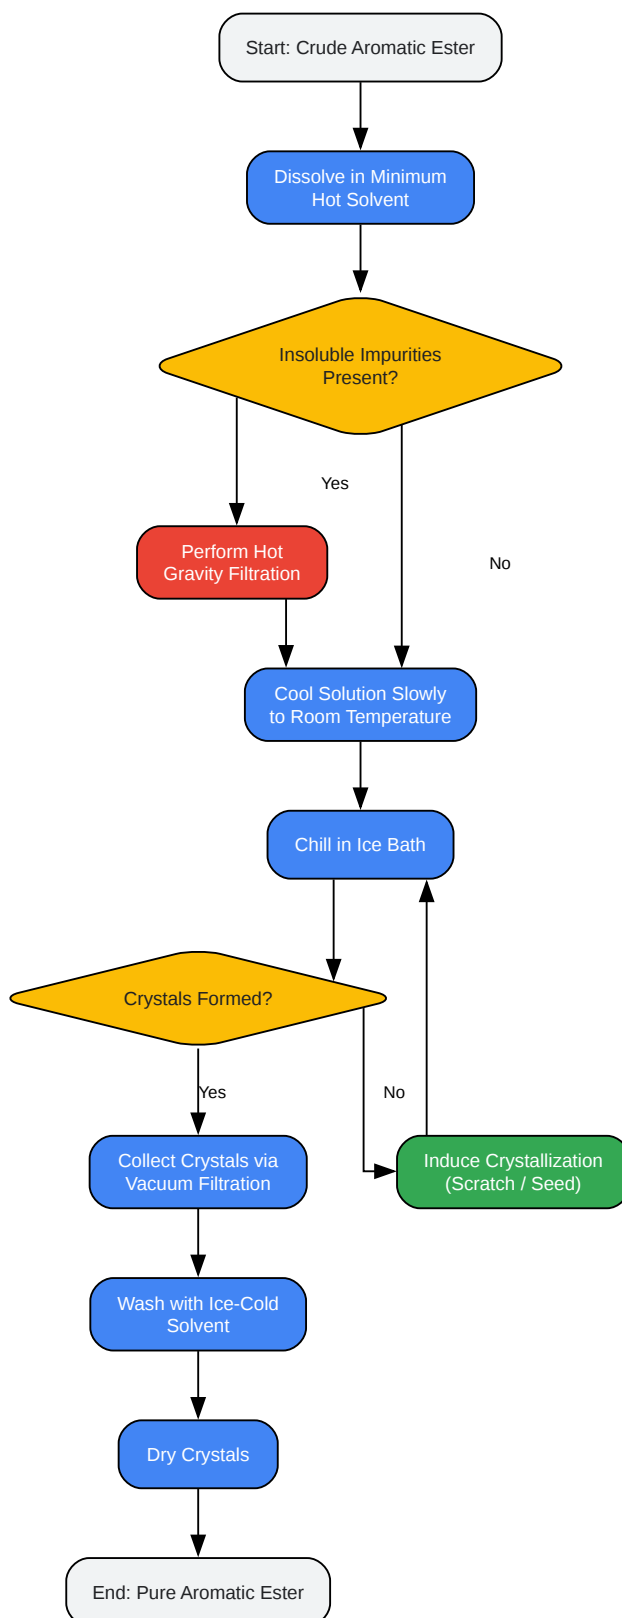 Start: Crude Aromatic Ester
Dissolve in Minimum
Hot Solvent
Insoluble Impurities
Present?
Yes
Perform Hot
Gravity Filtration
No
Cool Solution Slowly
to Room Temperature
Chill in Ice Bath
Crystals Formed?
Yes
No
Collect Crystals via
Vacuum Filtration
Induce Crystallization
(Scratch / Seed)
Wash with Ice-Cold
Solvent
Dry Crystals
End: Pure Aromatic Ester